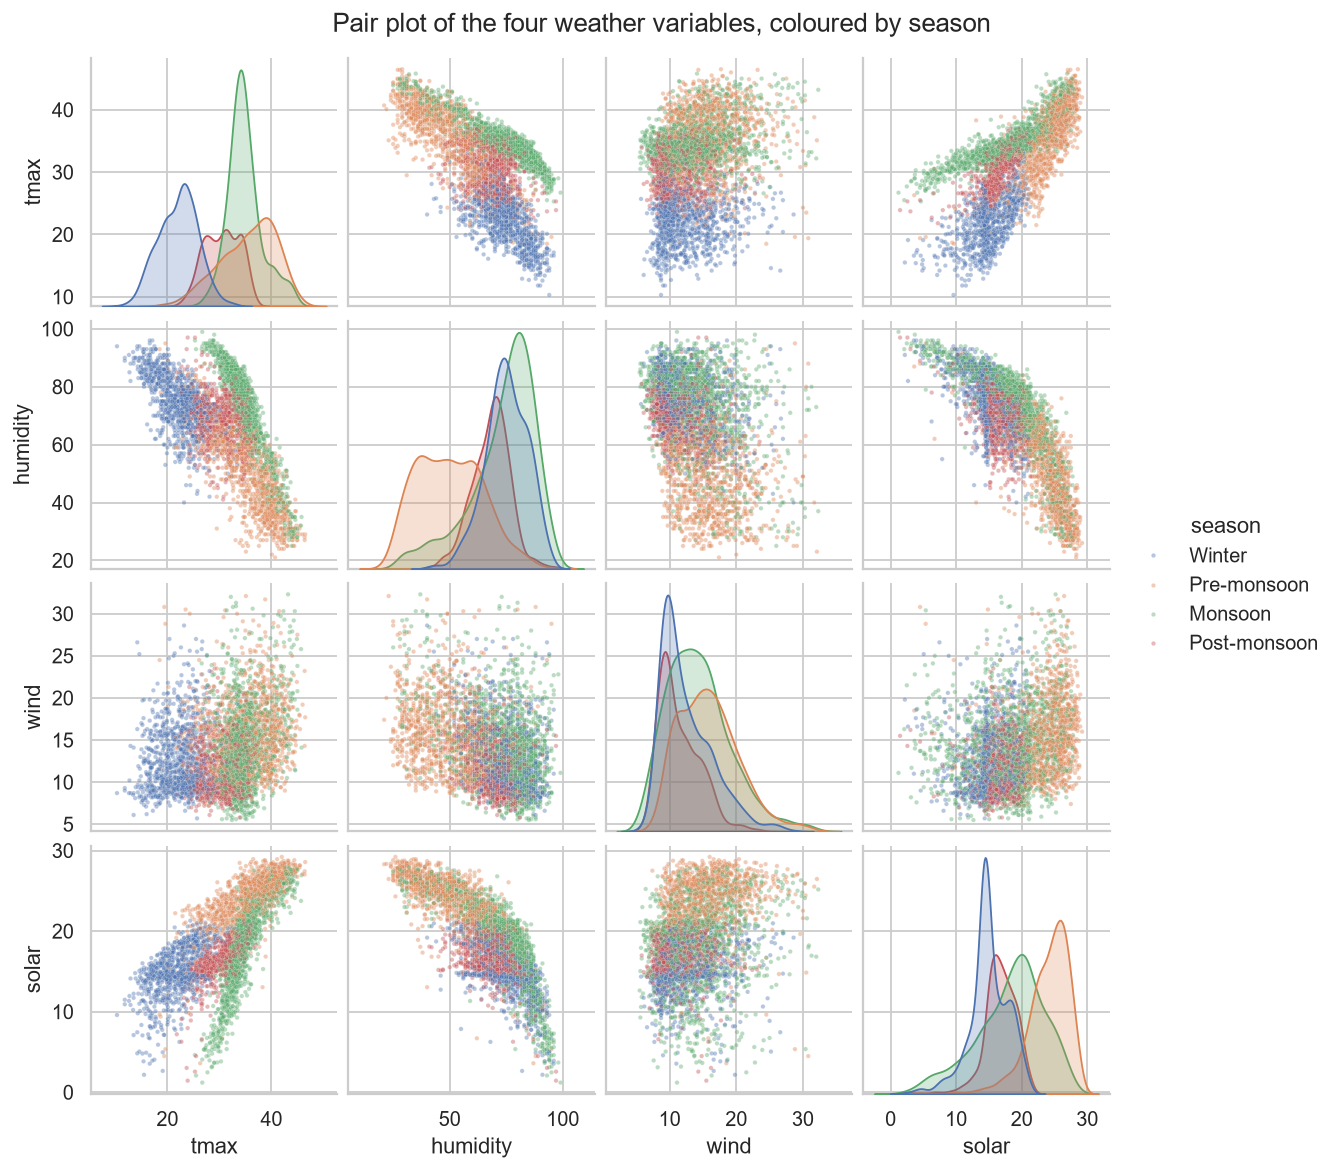 Pair plot of the four weather variables, coloured by season
tmax
40
30
20
10
humidity
100
80
60
40
20
wind
30
25
20
15
10
5
solar
30
20
10
0
20
40
50
100
10
20
30
0
10
20
30
tmax
humidity
wind
solar
season
Winter
Pre-monsoon
Monsoon
Post-monsoon